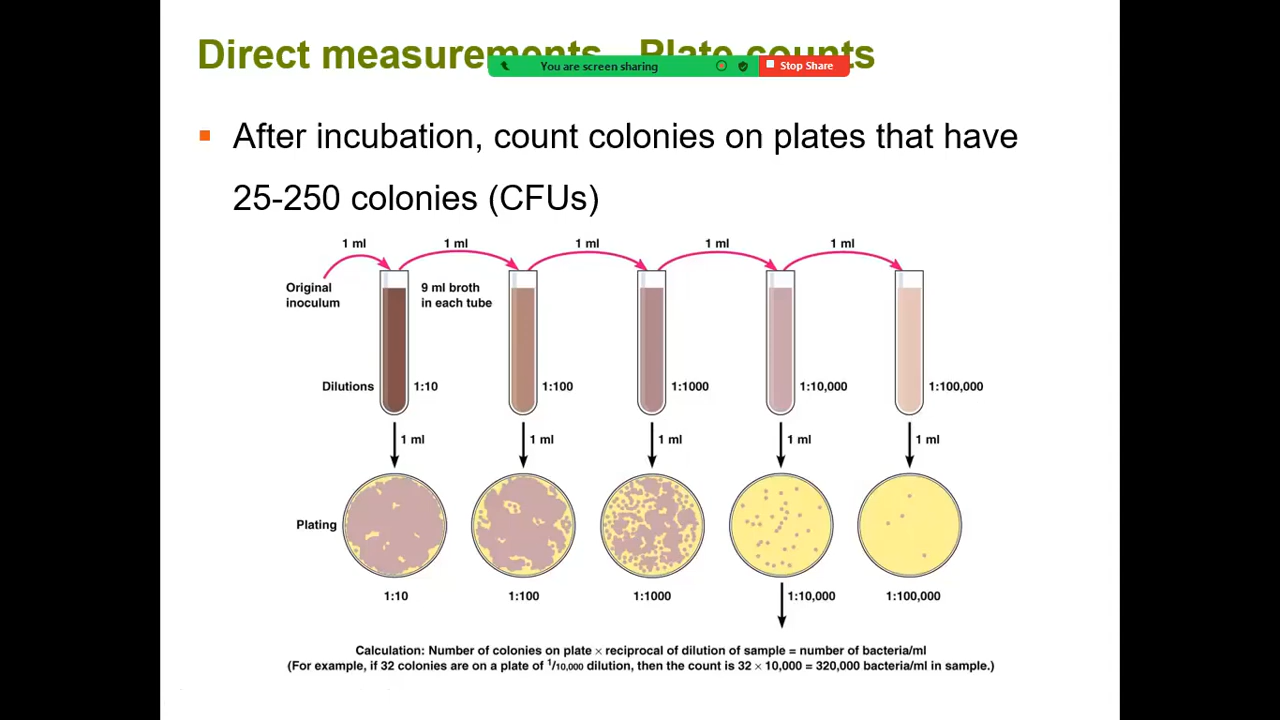 Direct measurements - Plate counts
You are screen sharing
Stop Share
After incubation, count colonies on plates that have
25-250 colonies (CFUs)
1 ml 1 ml 1 ml 1 ml 1 ml
Original
inoculum
9 ml broth
in each tube
Dilutions 1:10 1:100 1:1000 1:10,000 1:100,000
1 ml 1 ml 1 ml 1 ml 1 ml
Plating
1:10 1:100 1:1000 1:10,000 1:100,000
Calculation: Number of colonies on plate × reciprocal of dilution of sample = number of bacteria/ml
(For example, if 32 colonies are on a plate of 1/10,000 dilution, then the count is 32 × 10,000 = 320,000 bacteria/ml in sample.)